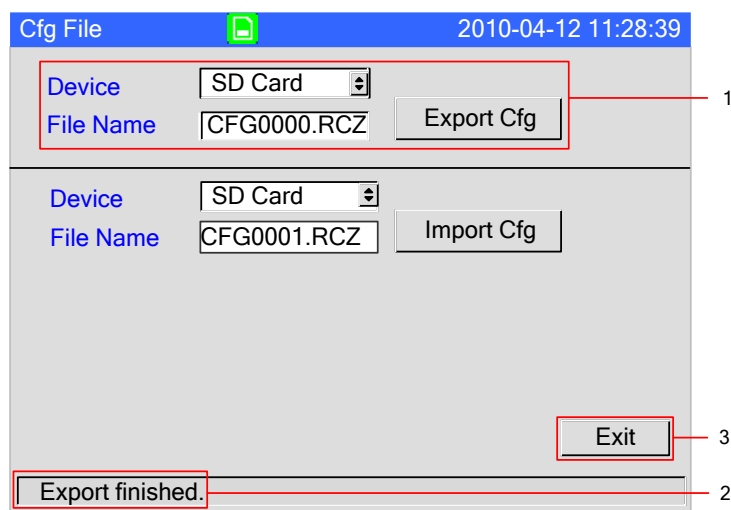 Cfg File 2010-04-12 11:28:39
Device SD Card
1
File Name CFG0000.RCZ Export Cfg
Device SD Card
File Name CFG0001.RCZ Import Cfg
Exit 3
Export finished. 2